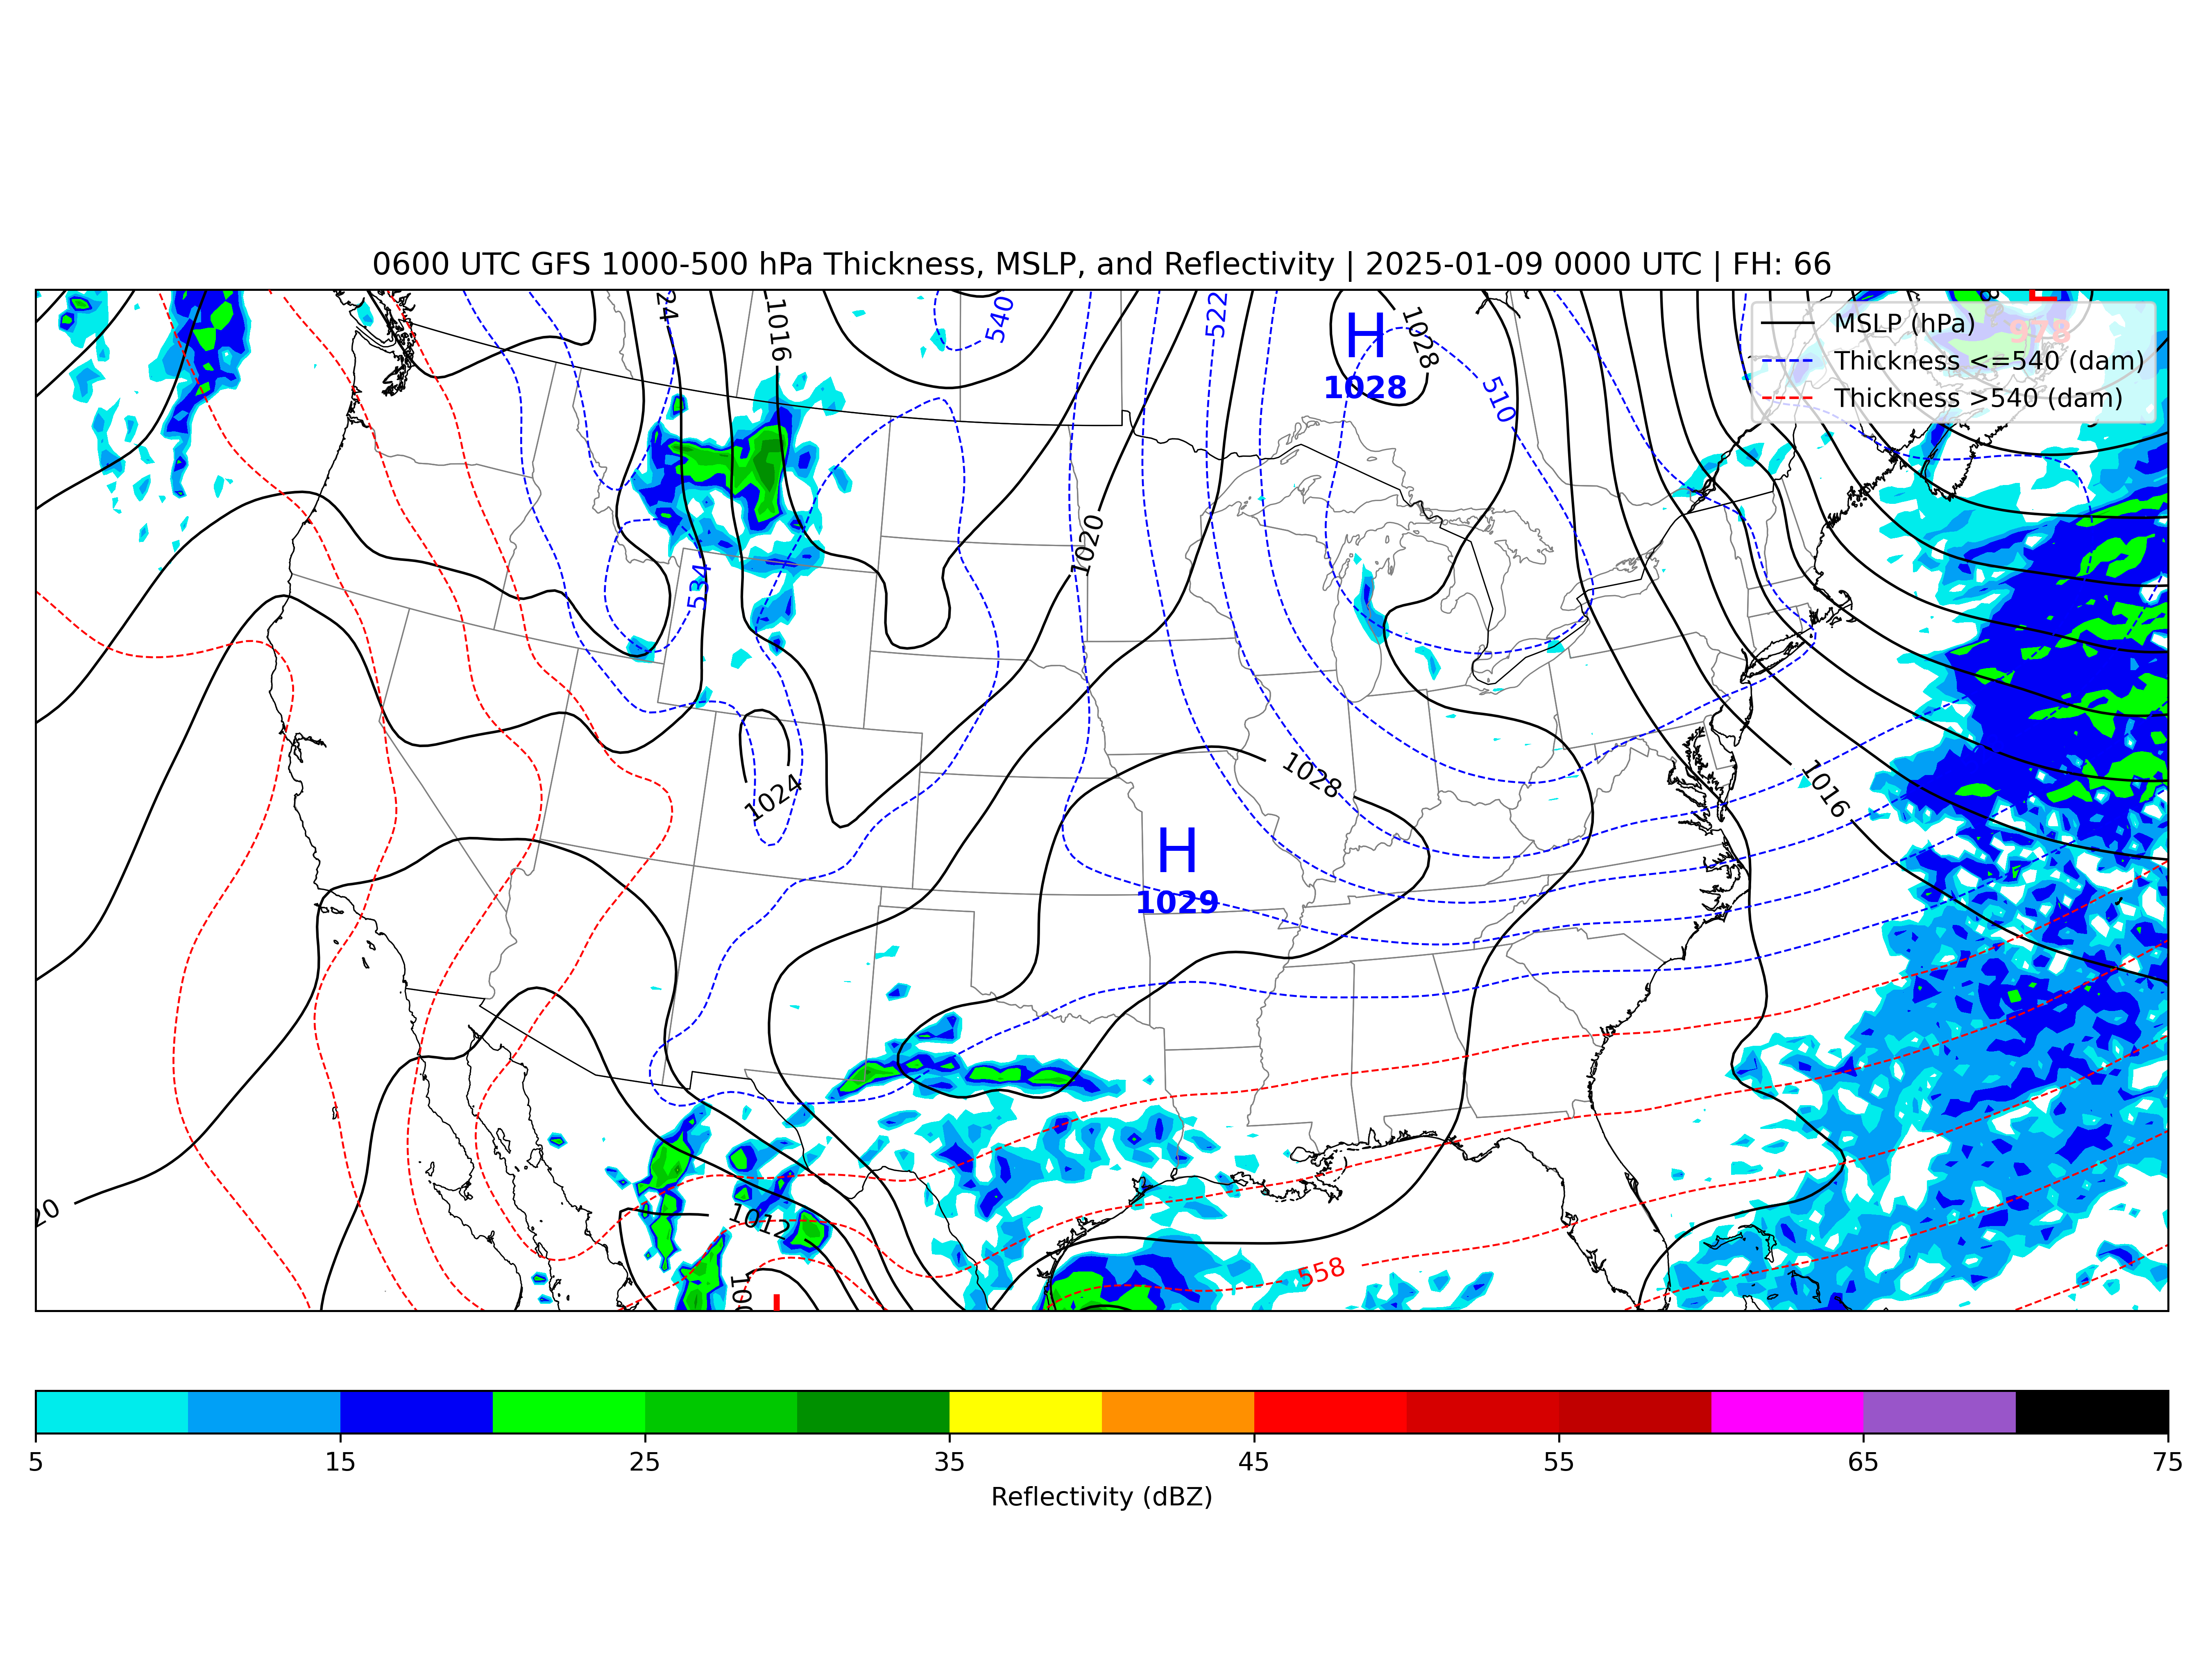 0600 UTC GFS 1000-500 hPa Thickness, MSLP, and Reflectivity | 2025-01-09 0000 UTC | FH: 66
MSLP (hPa)
Thickness <=540 (dam)
Thickness >540 (dam)
L
978
24
1016
540
522
H
1028
1028
510
1020
534
1024
1028
1016
H
1029
20
1012
100
558
5 15 25 35 45 55 65 75
Reflectivity (dBZ)